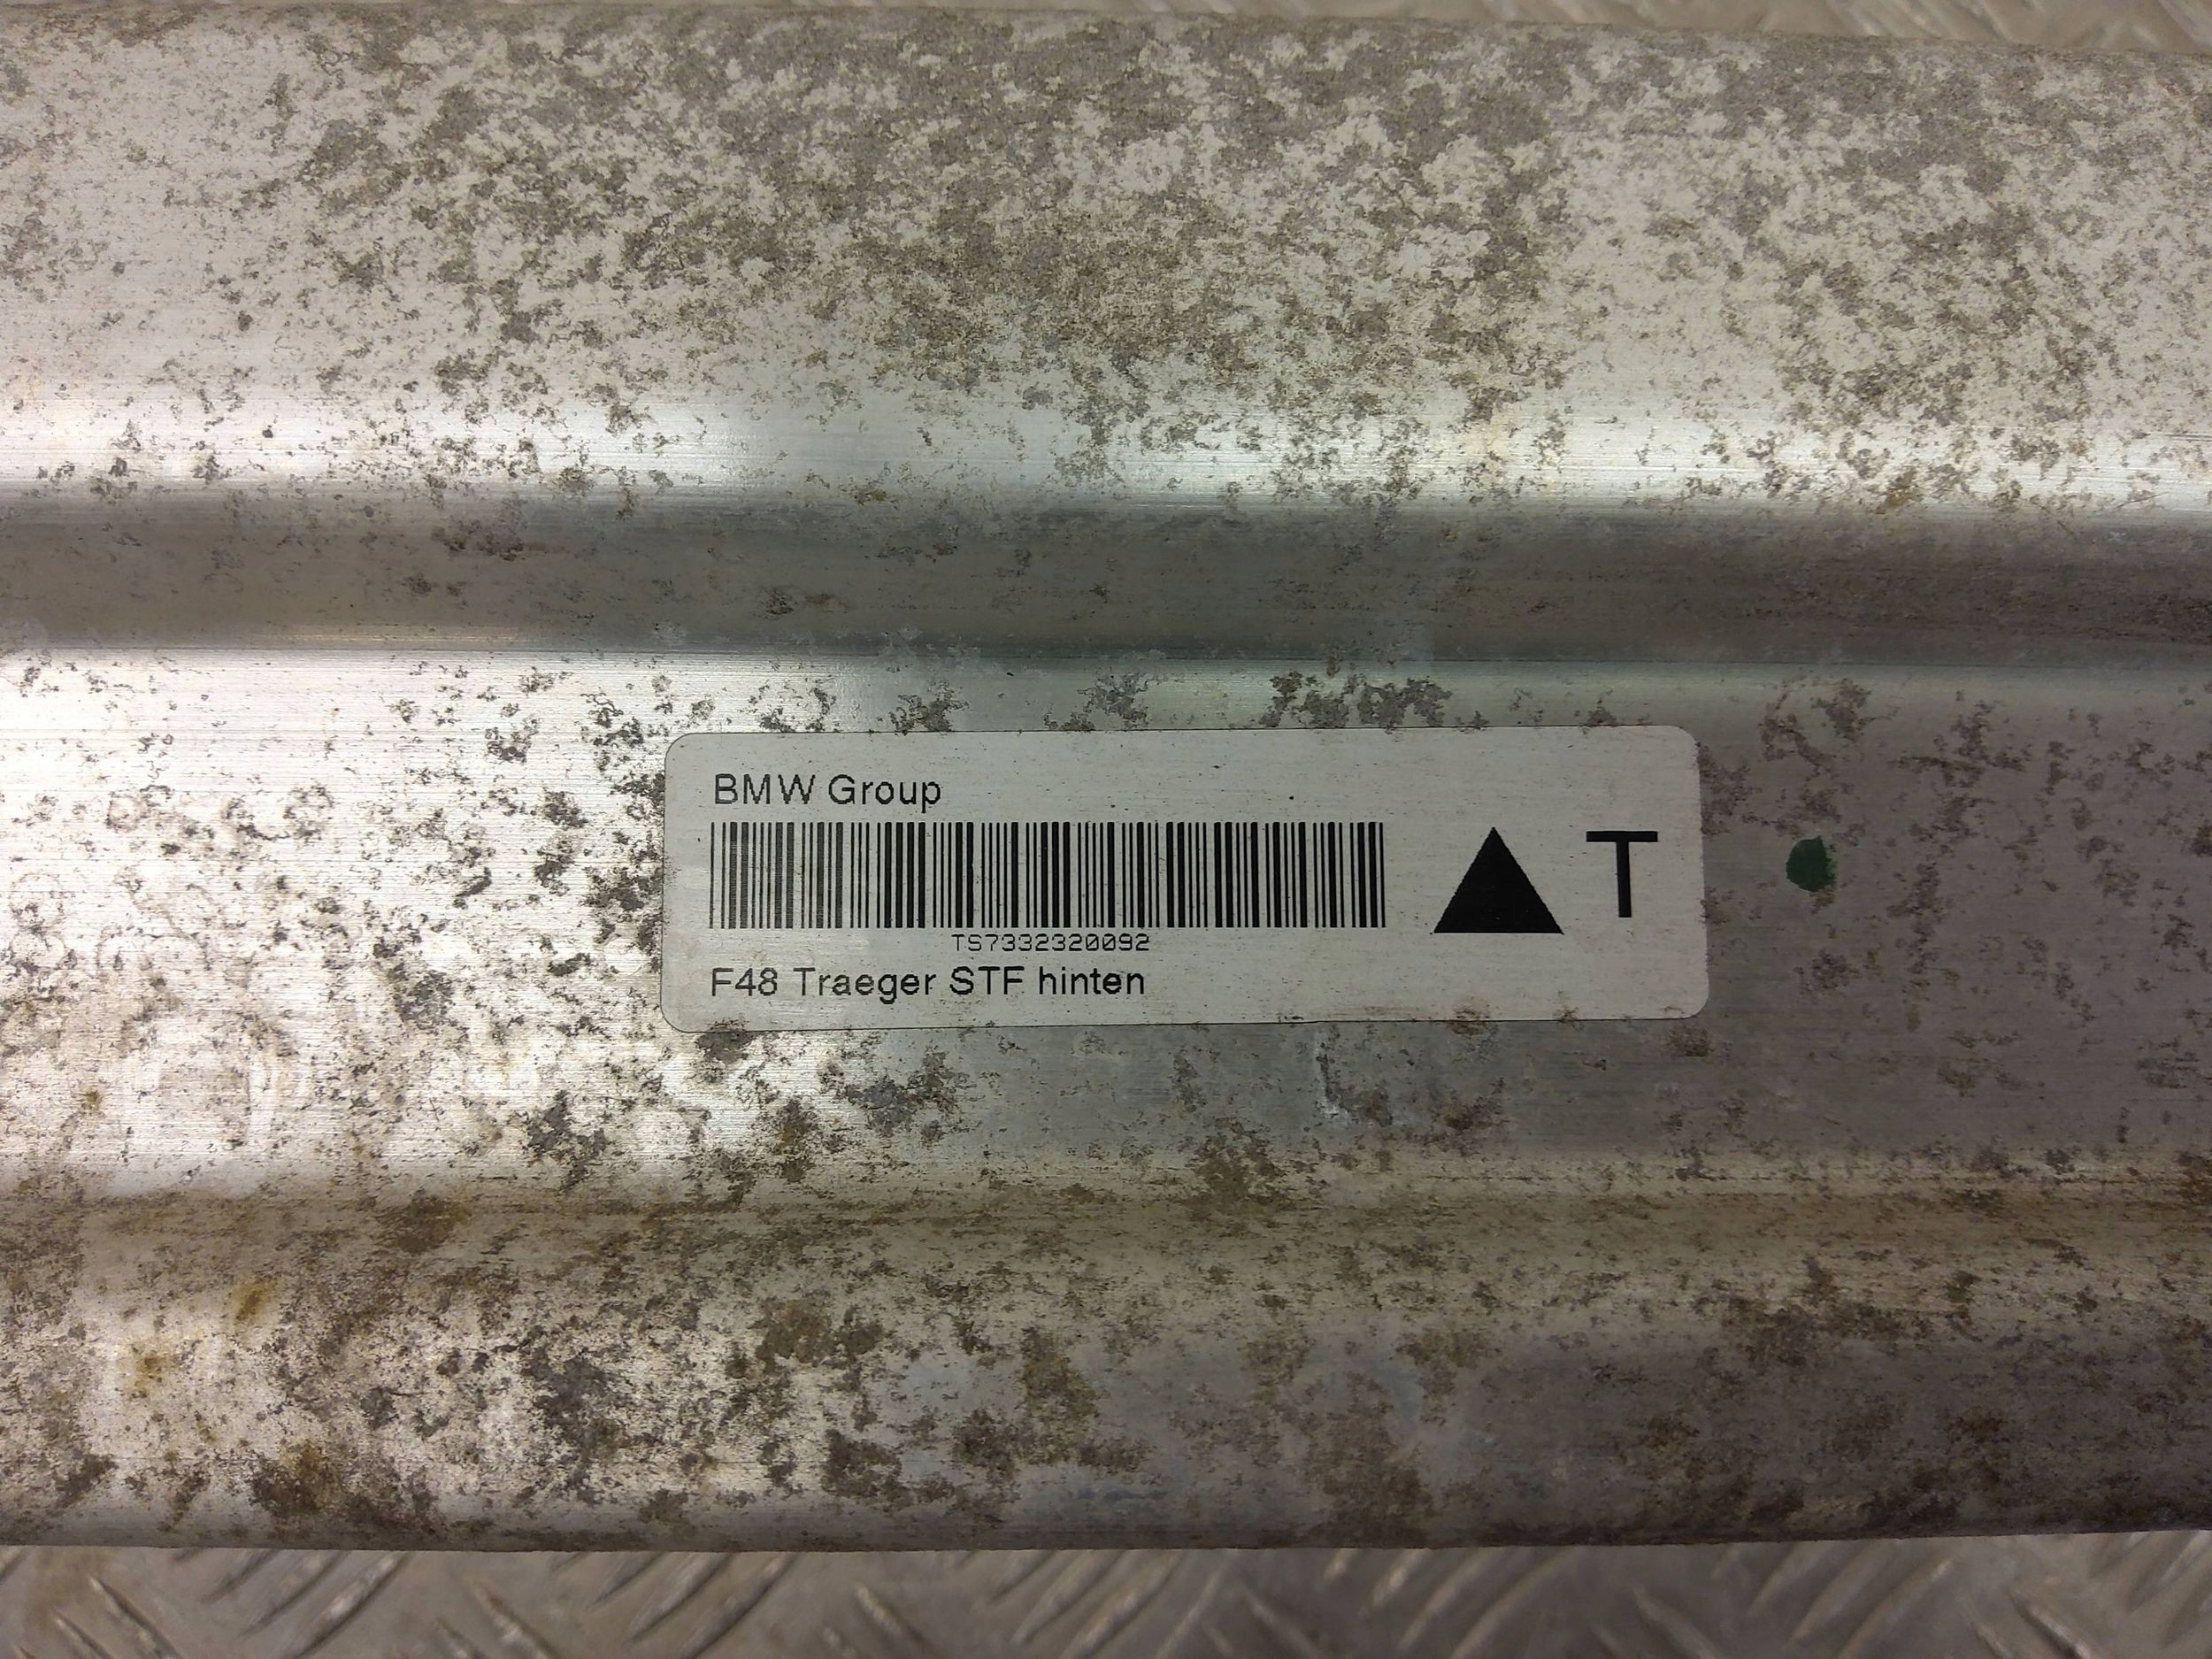 BMW Group
T
TS7332320092
F48 Traeger STF hinten